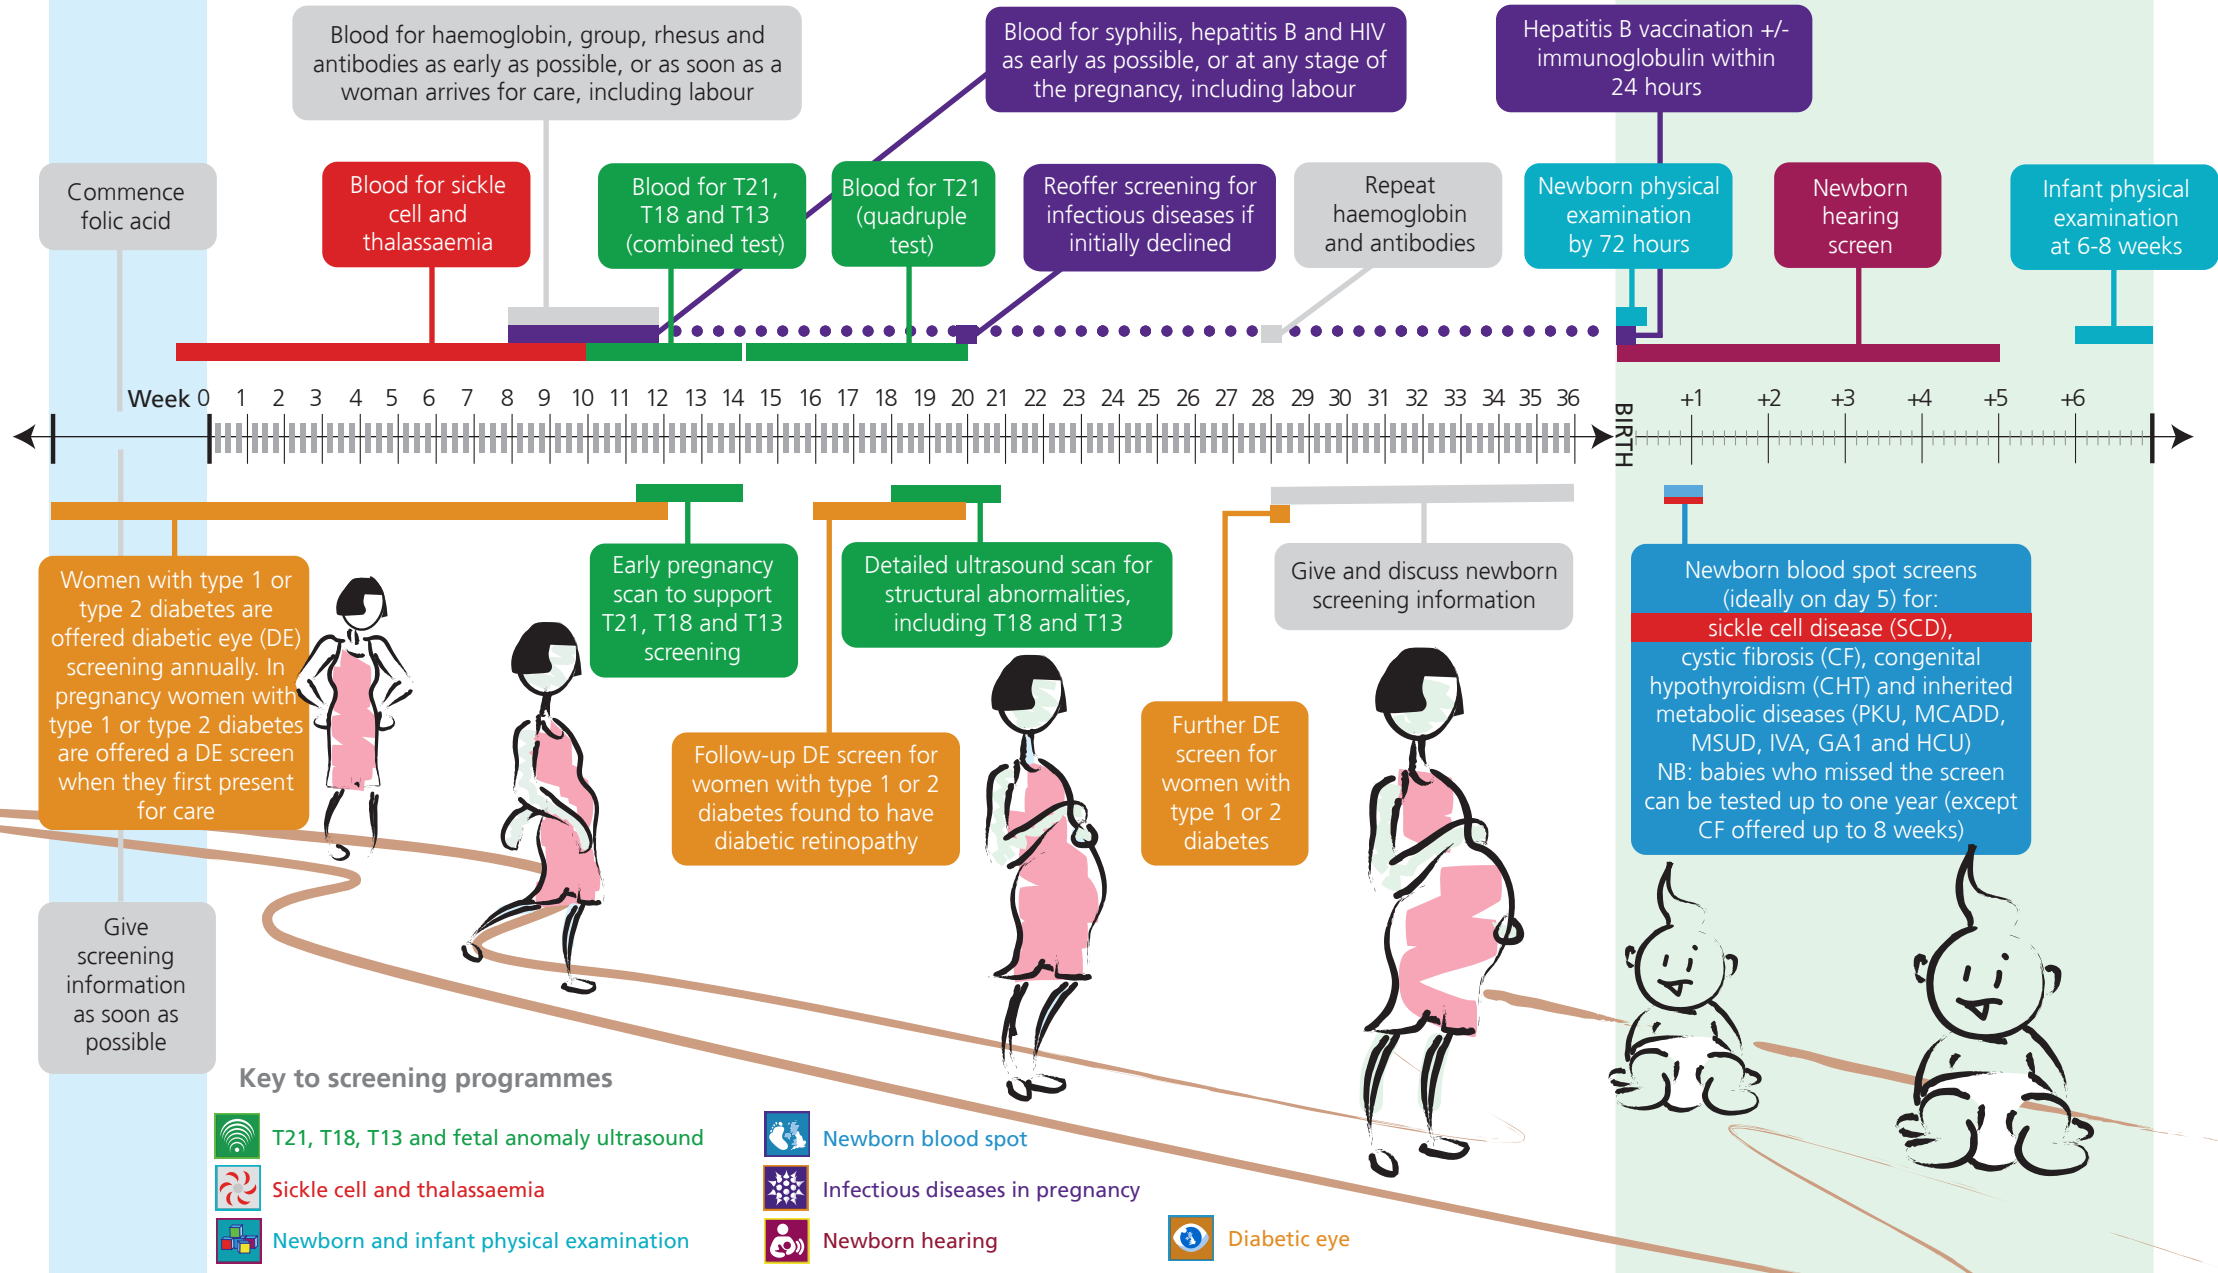 Blood for haemoglobin, group, rhesus and
antibodies as early as possible, or as soon as a
woman arrives for care, including labour
Blood for syphilis, hepatitis B and HIV
as early as possible, or at any stage of
the pregnancy, including labour
Hepatitis B vaccination +/-
immunoglobulin within
24 hours
Commence
folic acid
Blood for sickle
cell and
thalassaemia
Blood for T21,
T18 and T13
(combined test)
Blood for T21
(quadruple
test)
Reoffer screening for
infectious diseases if
initially declined
Repeat
haemoglobin
and antibodies
Newborn physical
examination
by 72 hours
Newborn
hearing
screen
Infant physical
examination
at 6-8 weeks
Week 0 1 2 3 4 5 6 7 8 9 10 11 12 13 14 15 16 17 18 19 20 21 22 23 24 25 26 27 28 29 30 31 32 33 34 35 36 BIRTH +1 +2 +3 +4 +5 +6
Women with type 1 or
type 2 diabetes are
offered diabetic eye (DE)
screening annually. In
pregnancy women with
type 1 or type 2 diabetes
are offered a DE screen
when they first present
for care
Early pregnancy
scan to support
T21, T18 and T13
screening
Detailed ultrasound scan for
structural abnormalities,
including T18 and T13
Give and discuss newborn
screening information
Newborn blood spot screens
(ideally on day 5) for:
sickle cell disease (SCD),
cystic fibrosis (CF), congenital
hypothyroidism (CHT) and inherited
metabolic diseases (PKU, MCADD,
MSUD, IVA, GA1 and HCU)
NB: babies who missed the screen
can be tested up to one year (except
CF offered up to 8 weeks)
Follow-up DE screen for
women with type 1 or 2
diabetes found to have
diabetic retinopathy
Further DE
screen for
women with
type 1 or 2
diabetes
Give
screening
information
as soon as
possible
Key to screening programmes
T21, T18, T13 and fetal anomaly ultrasound
Newborn blood spot
Sickle cell and thalassaemia
Infectious diseases in pregnancy
Newborn and infant physical examination
Newborn hearing
Diabetic eye